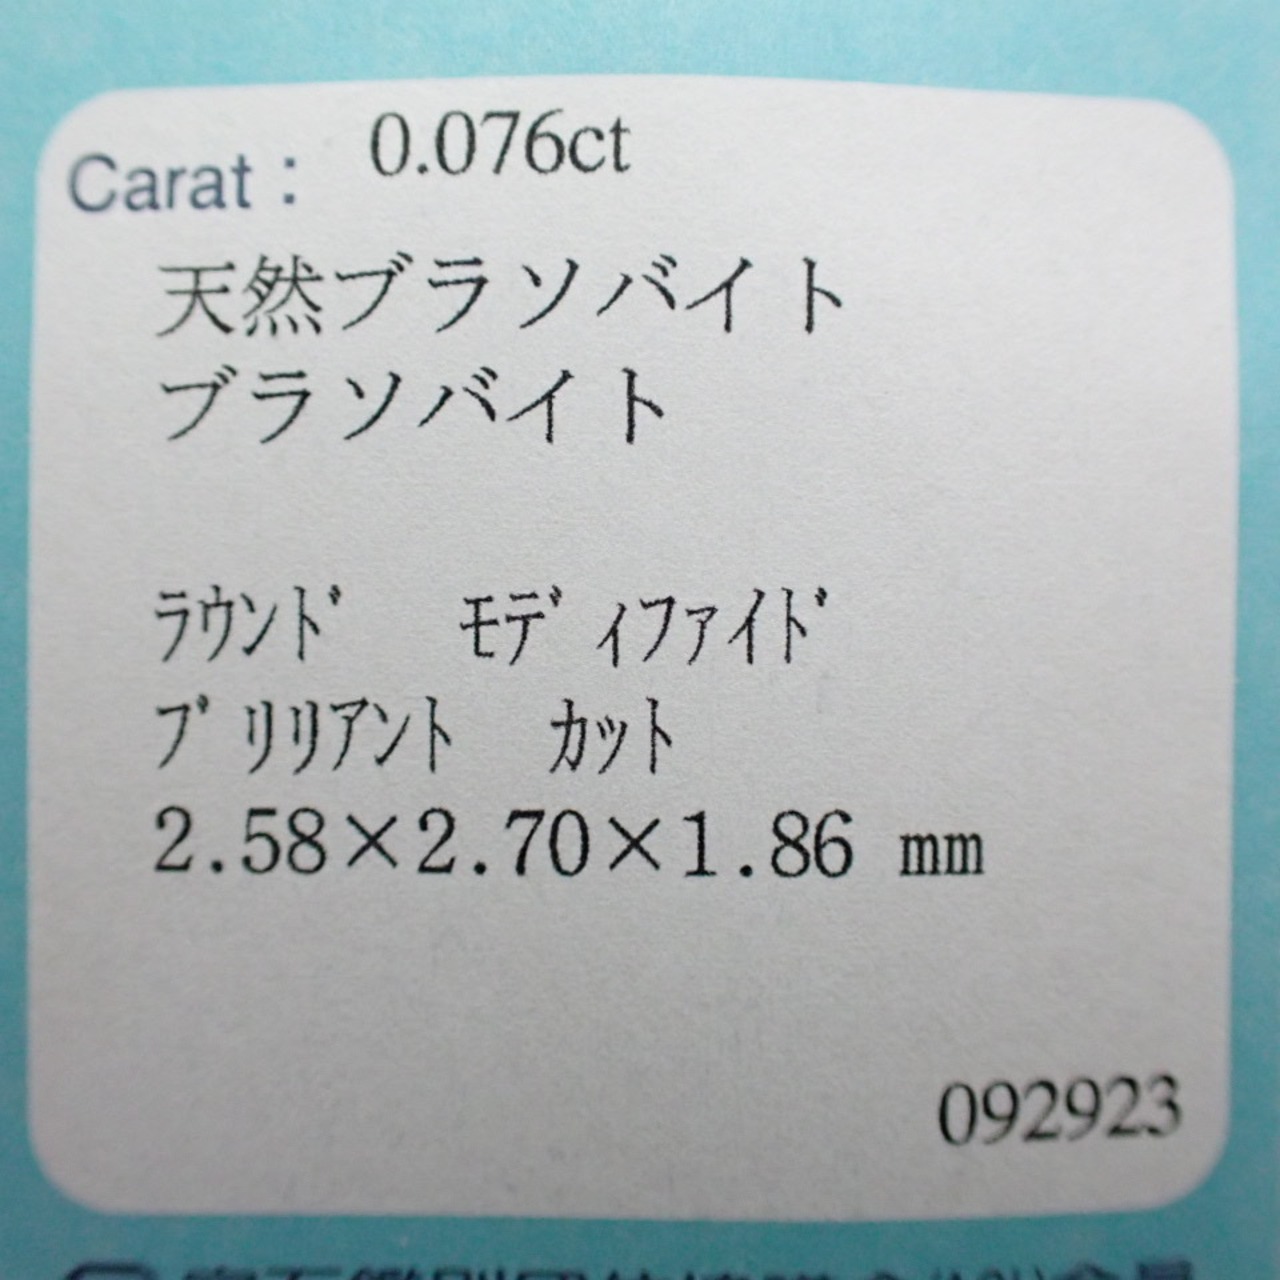 Carat : 0.076ct
天然ブラソバイト
ブラソバイト
ﾗｳﾝﾄﾞ ﾓﾃﾞｨﾌｧｲﾄﾞ
ﾌﾞﾘﾘｱﾝﾄ ｶｯﾄ
2.58×2.70×1.86 mm
092923